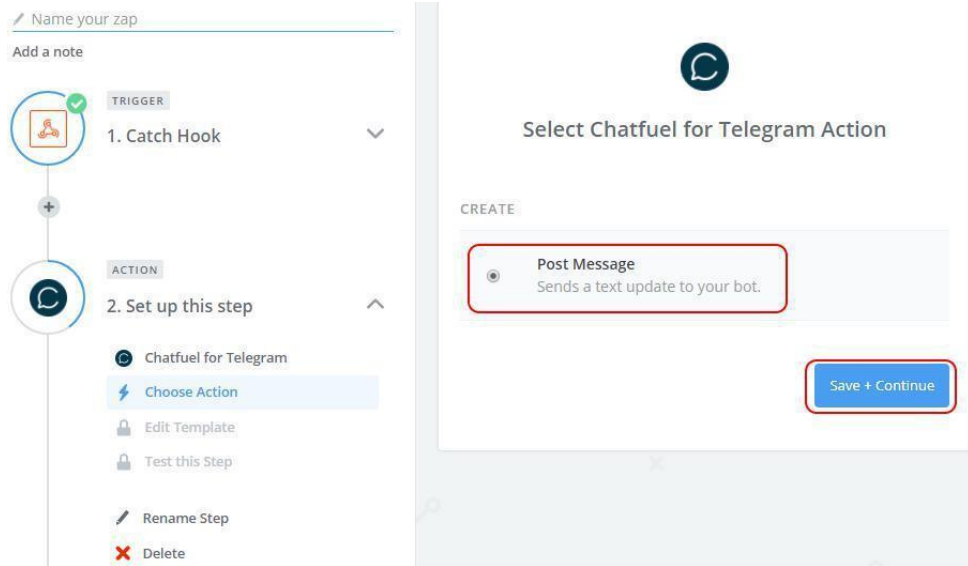 Name your zap
Add a note
TRIGGER
1. Catch Hook
ACTION
2. Set up this step
Chatfuel for Telegram
Choose Action
Edit Template
Test this Step
Rename Step
Delete
Select Chatfuel for Telegram Action
CREATE
Post Message
Sends a text update to your bot.
Save + Continue